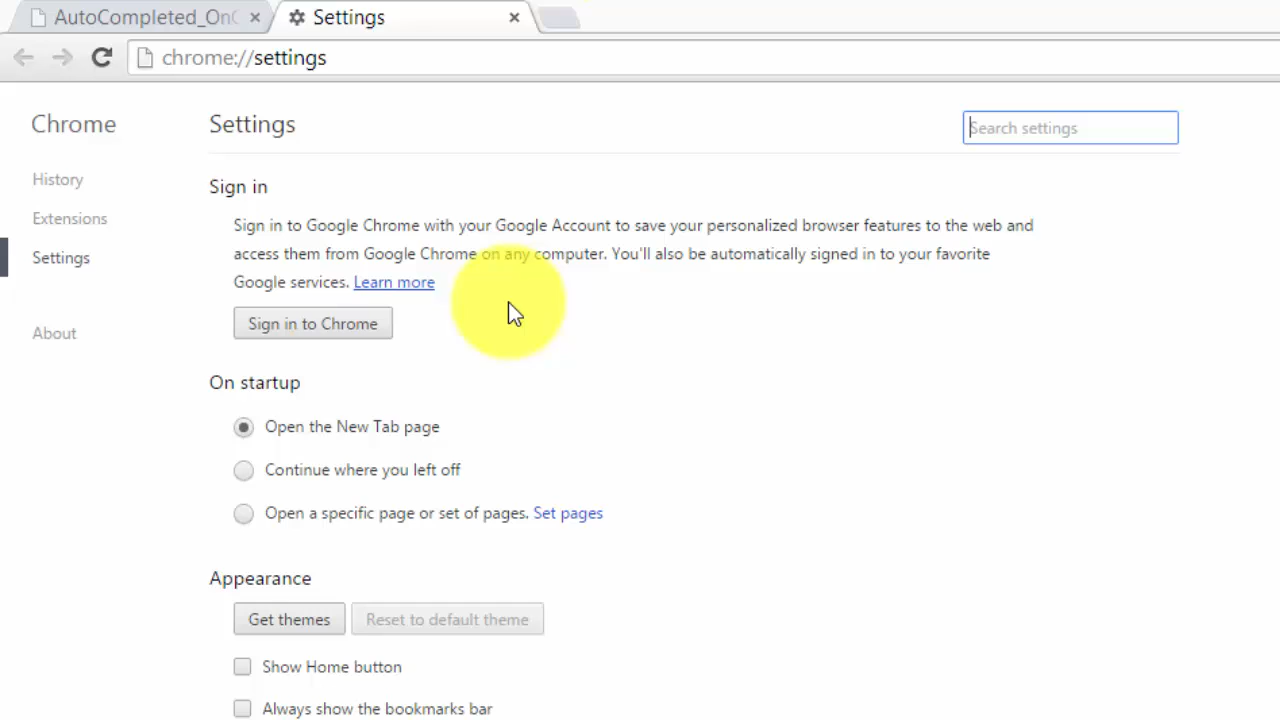 AutoCompleted_On
Settings
chrome://settings
Chrome
Settings
Search settings
History
Extensions
Settings
About
Sign in
Sign in to Google Chrome with your Google Account to save your personalized browser features to the web and
access them from Google Chrome on any computer. You'll also be automatically signed in to your favorite
Google services. Learn more
Sign in to Chrome
On startup
Open the New Tab page
Continue where you left off
Open a specific page or set of pages. Set pages
Appearance
Get themes
Reset to default theme
Show Home button
Always show the bookmarks bar